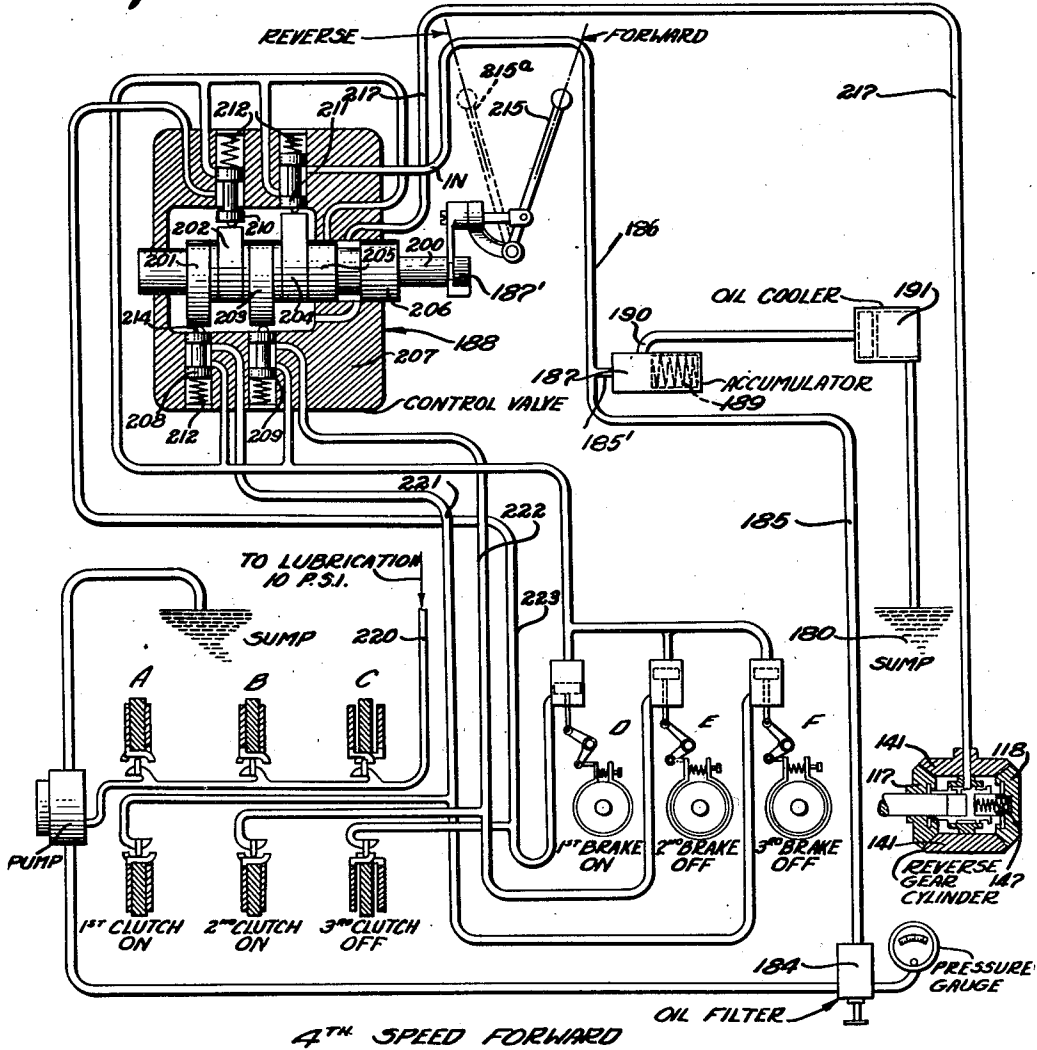 REVERSE
FORWARD
215ª
217
212
211
215
217
IN
186
202
210
201
205
200
203
204
206
187'
OIL COOLER
191
214
188
190
207
187
ACCUMULATOR
189
CONTROL VALVE
208
212
209
185'
221
222
185
TO LUBRICATION
10 P.S.I.
223
SUMP
220
180
SUMP
A
B
C
D
E
F
141
118
117
PUMP
1ST BRAKE
ON
2ND BRAKE
OFF
3RD BRAKE
OFF
141
REVERSE
GEAR
CYLINDER
147
1ST CLUTCH
ON
2ND CLUTCH
ON
3RD CLUTCH
OFF
184
PRESSURE
GAUGE
OIL FILTER
4TH SPEED FORWARD